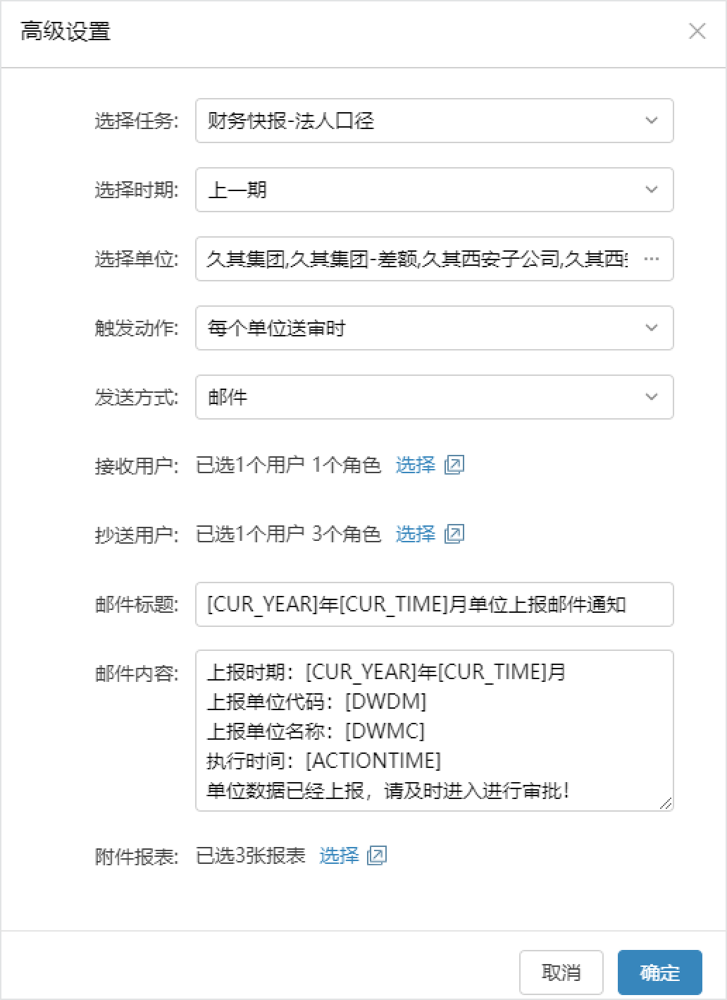 高级设置
选择任务: 财务快报-法人口径
选择时期: 上一期
选择单位: 久其集团,久其集团-差额,久其西安子公司,久其西 ···
触发动作: 每个单位送审时
发送方式: 邮件
接收用户: 已选1个用户 1个角色 选择
抄送用户: 已选1个用户 3个角色 选择
邮件标题: [CUR_YEAR]年[CUR_TIME]月单位上报邮件通知
邮件内容: 上报时期：[CUR_YEAR]年[CUR_TIME]月
上报单位代码：[DWDM]
上报单位名称：[DWMC]
执行时间：[ACTIONTIME]
单位数据已经上报，请及时进入进行审批！
附件报表: 已选3张报表 选择
取消 确定